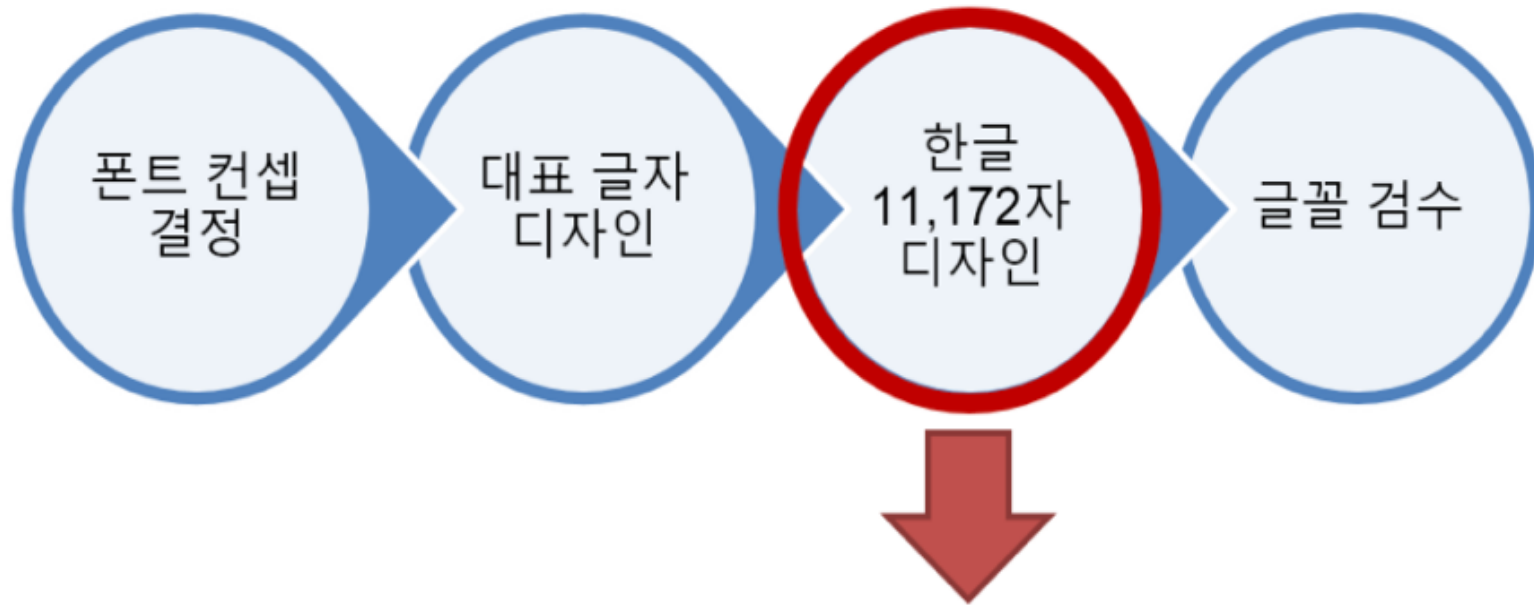 폰트 컨셉
결정
대표 글자
디자인
한글
11,172자
디자인
글꼴 검수